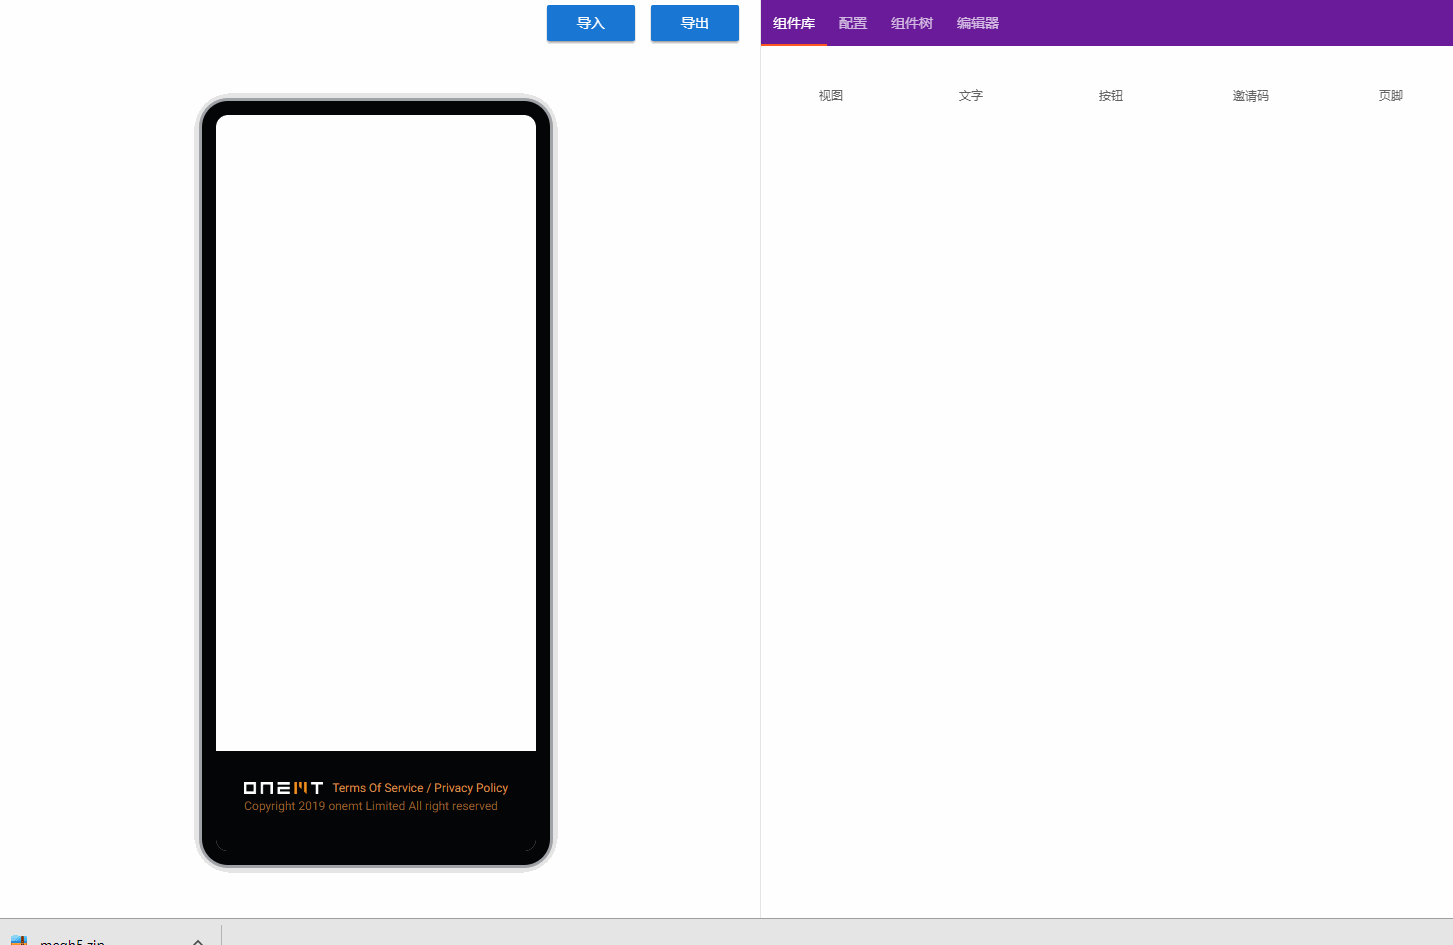 导入 导出
组件库 配置 组件树 编辑器
视图 文字 按钮 邀请码 页脚
ONEMT Terms Of Service / Privacy Policy
Copyright 2019 onemt Limited All right reserved